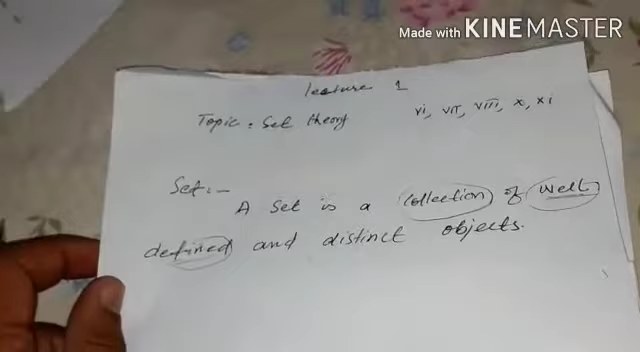 Made with KINEMASTER
lecture 1
Topic: Set theory
vi, vii, viii, x, xi
Set:-
A set is a collection of well
defined and distinct objects.